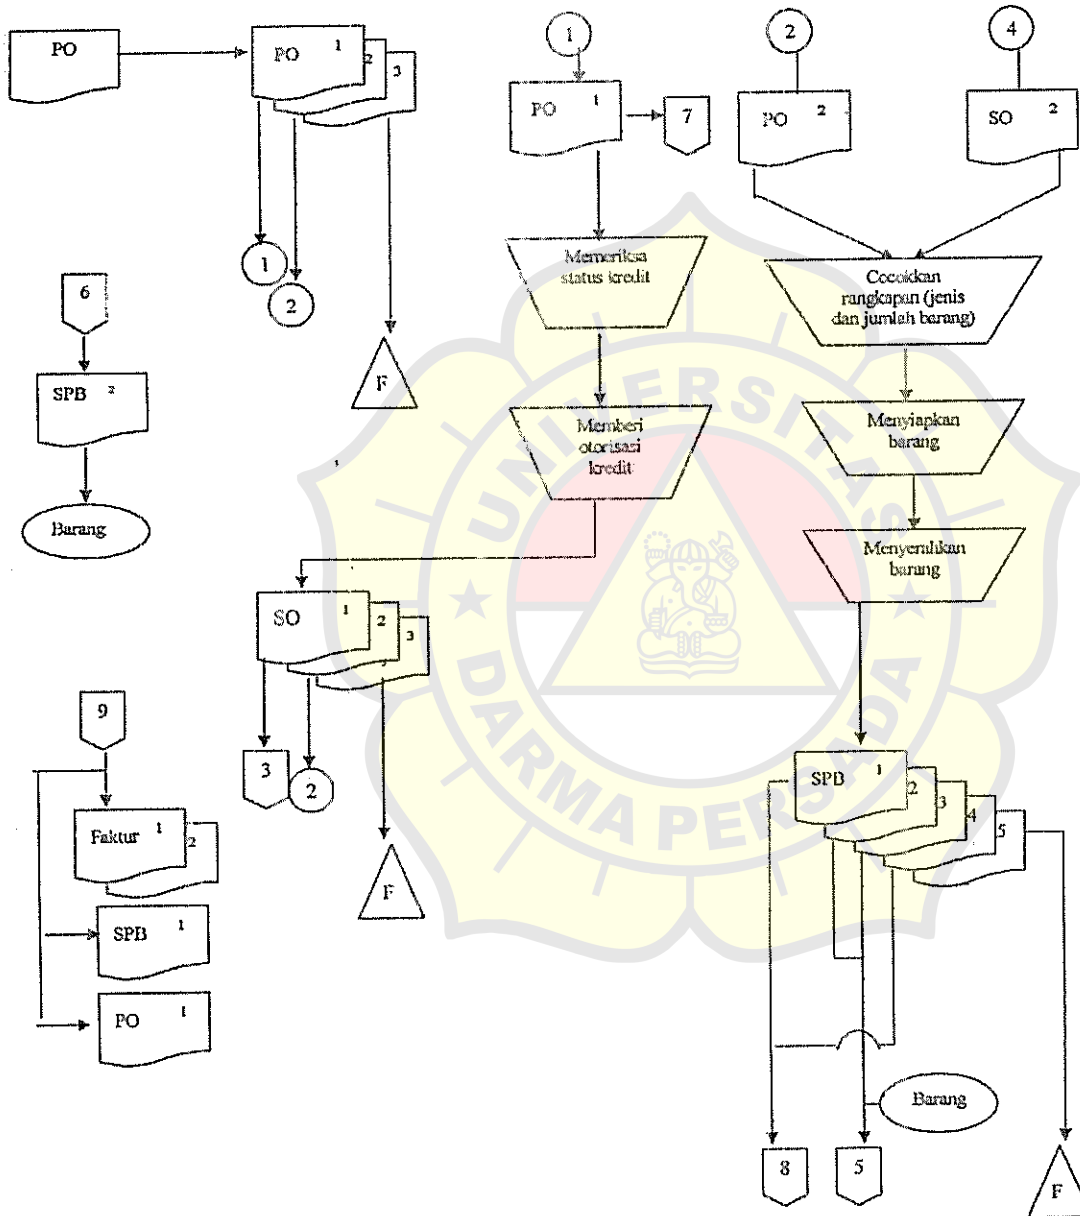 PO
PO 1
2
3
1
2
F
6
SPB 2
Barang
9
Faktur 1
2
SPB 1
PO 1
1
PO 1
7
Memeriksa
status kredit
Memberi
otorisasi
kredit
SO 1
2
3
3
2
F
2
PO 2
4
SO 2
Cocokkan
rangkapan (jenis
dan jumlah barang)
Menyiapkan
barang
Menyerahkan
barang
SPB 1
2
3
4
5
Barang
8
5
F
UNIVERSITAS
DARMA PERSADA